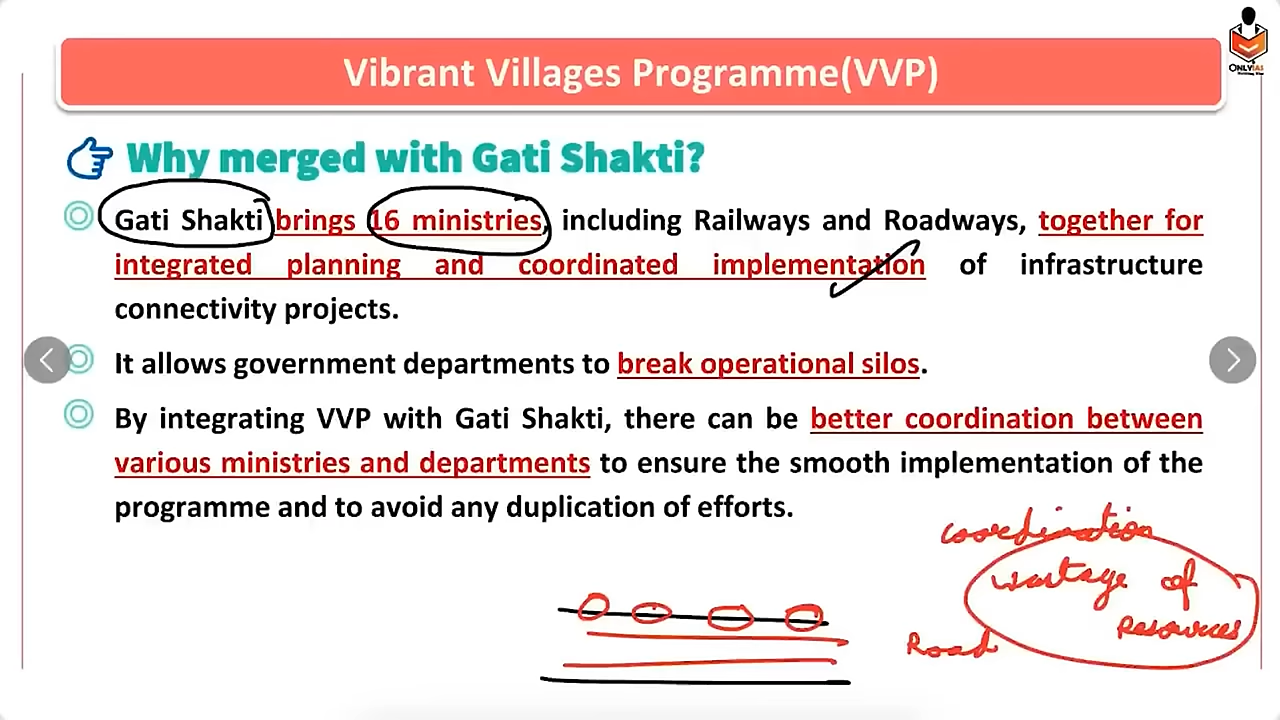 Vibrant Villages Programme(VVP)
ONLYIAS
Why merged with Gati Shakti?
Gati Shakti brings 16 ministries, including Railways and Roadways, together for
integrated planning and coordinated implementation of infrastructure
connectivity projects.
It allows government departments to break operational silos.
By integrating VVP with Gati Shakti, there can be better coordination between
various ministries and departments to ensure the smooth implementation of the
programme and to avoid any duplication of efforts.
coordination
wastage of
Resources
Road